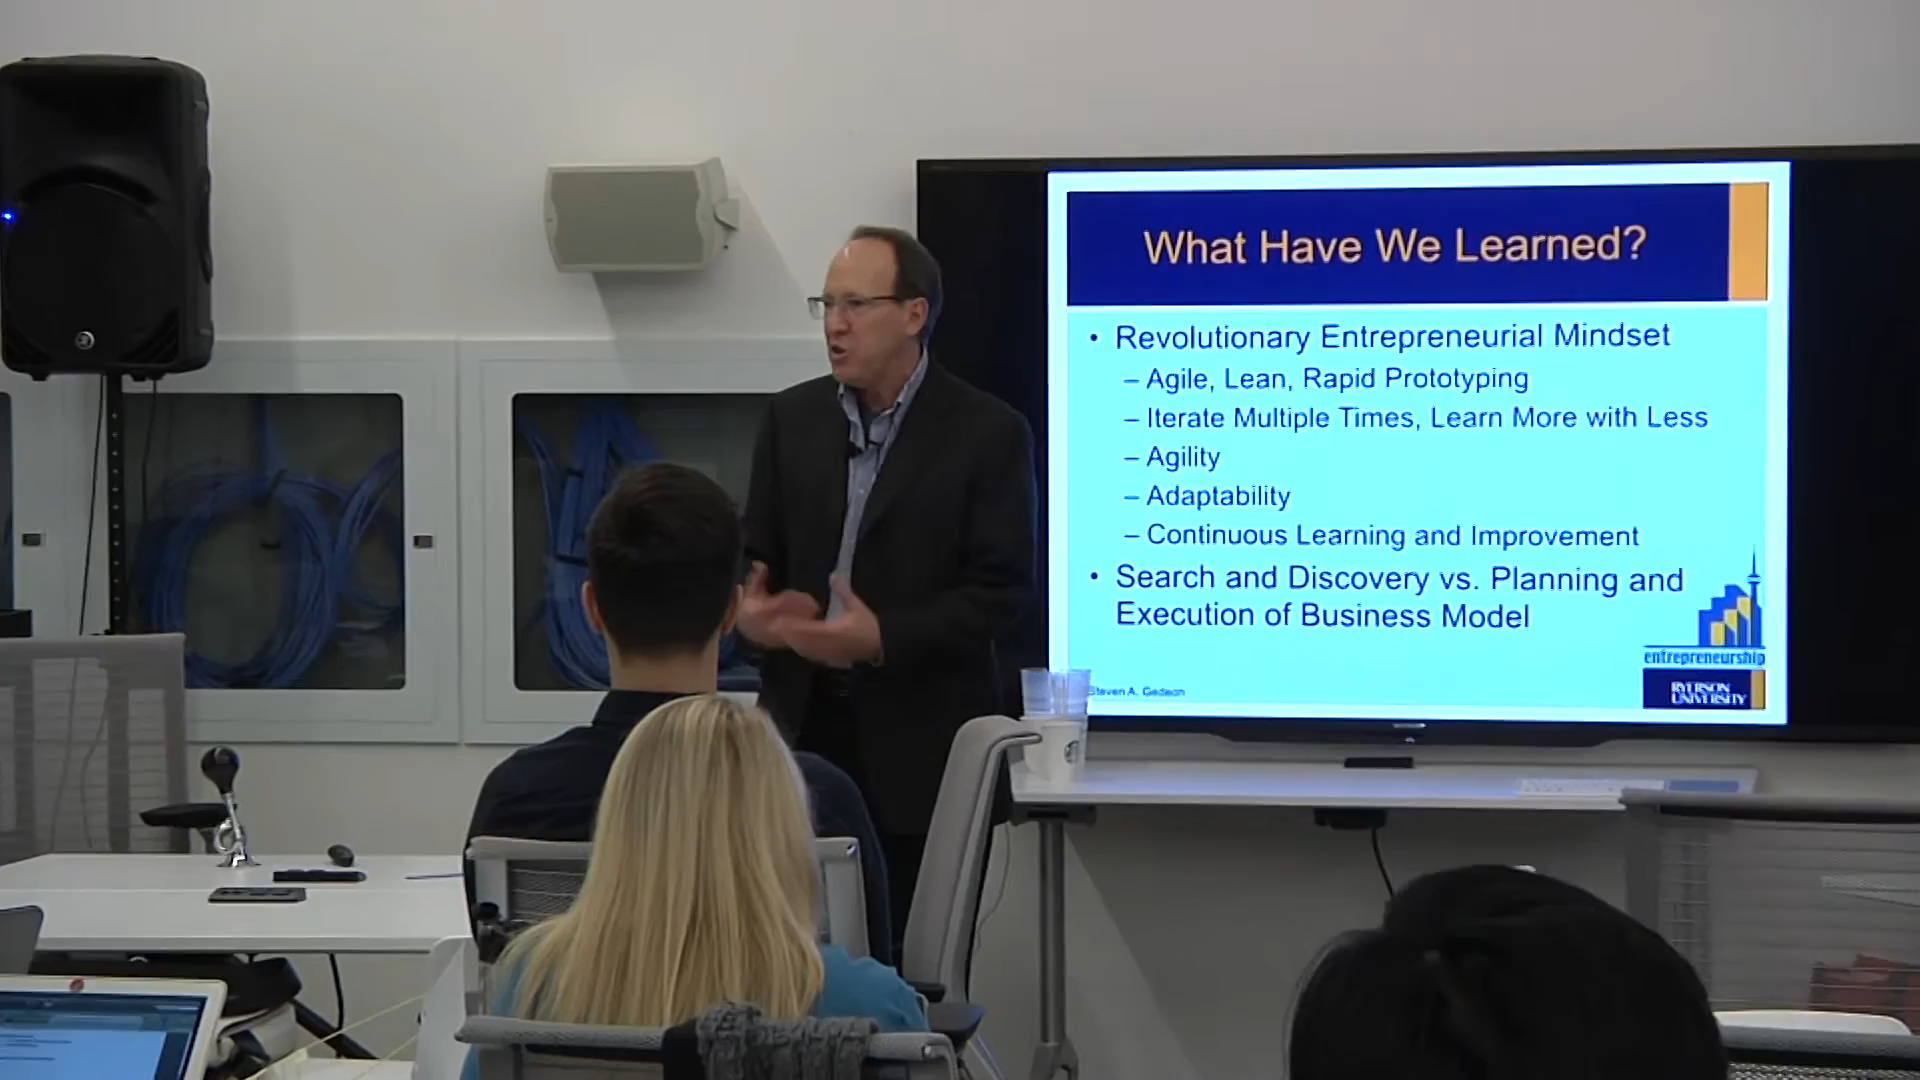 What Have We Learned?
• Revolutionary Entrepreneurial Mindset
– Agile, Lean, Rapid Prototyping
– Iterate Multiple Times, Learn More with Less
– Agility
– Adaptability
– Continuous Learning and Improvement
• Search and Discovery vs. Planning and
Execution of Business Model
entrepreneurship
Steven A. Gedeon
RYERSON
UNIVERSITY